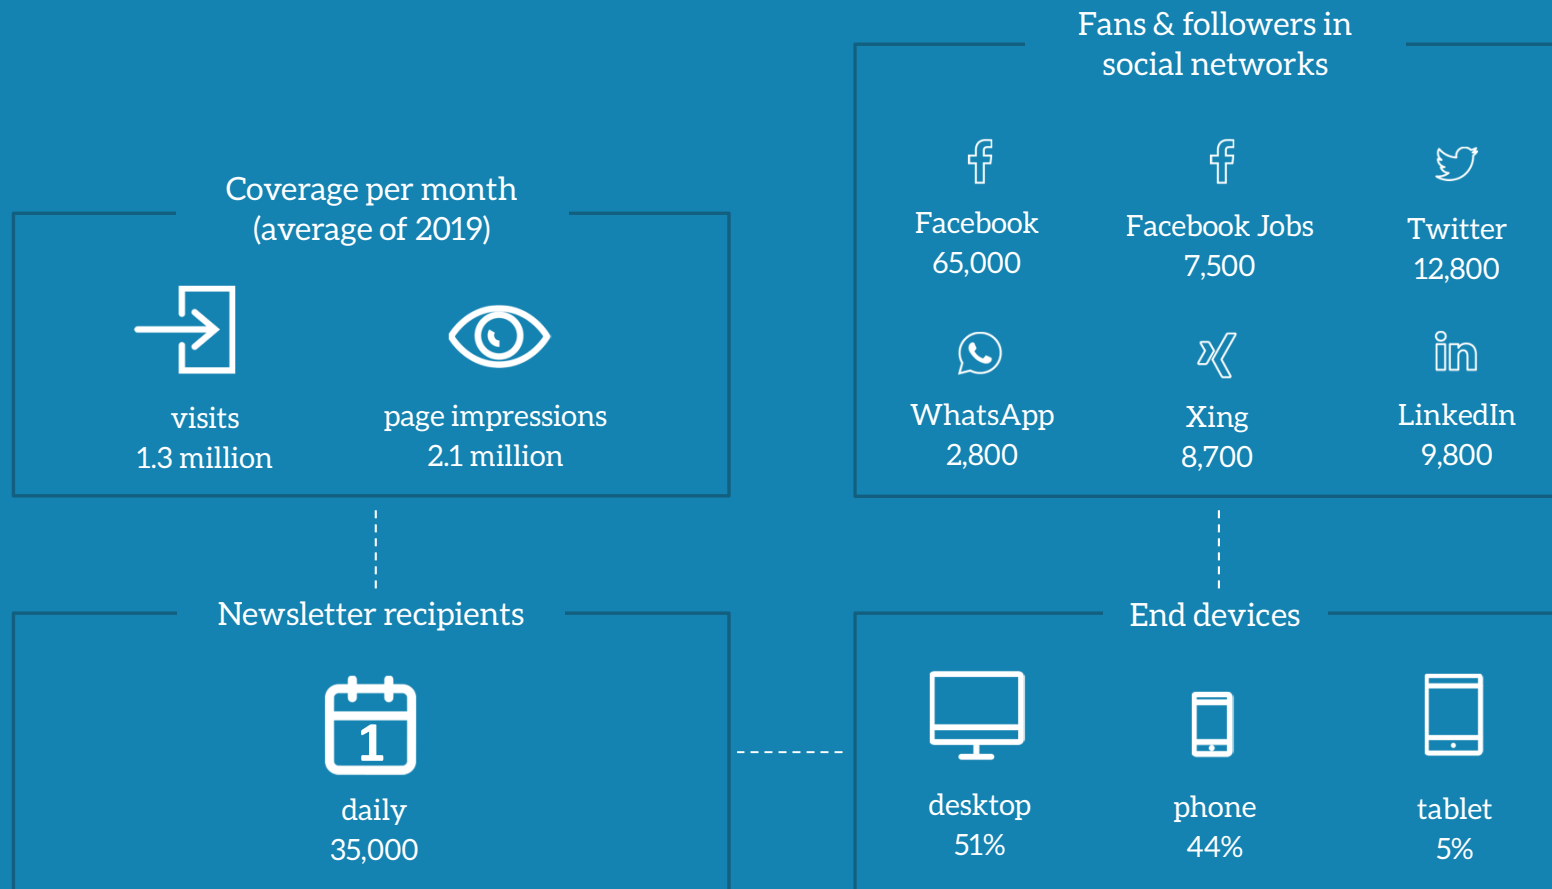 Coverage per month
(average of 2019)
visits
1.3 million
page impressions
2.1 million
Fans & followers in
social networks
Facebook
65,000
Facebook Jobs
7,500
Twitter
12,800
WhatsApp
2,800
Xing
8,700
in
LinkedIn
9,800
Newsletter recipients
1
daily
35,000
End devices
desktop
51%
phone
44%
tablet
5%